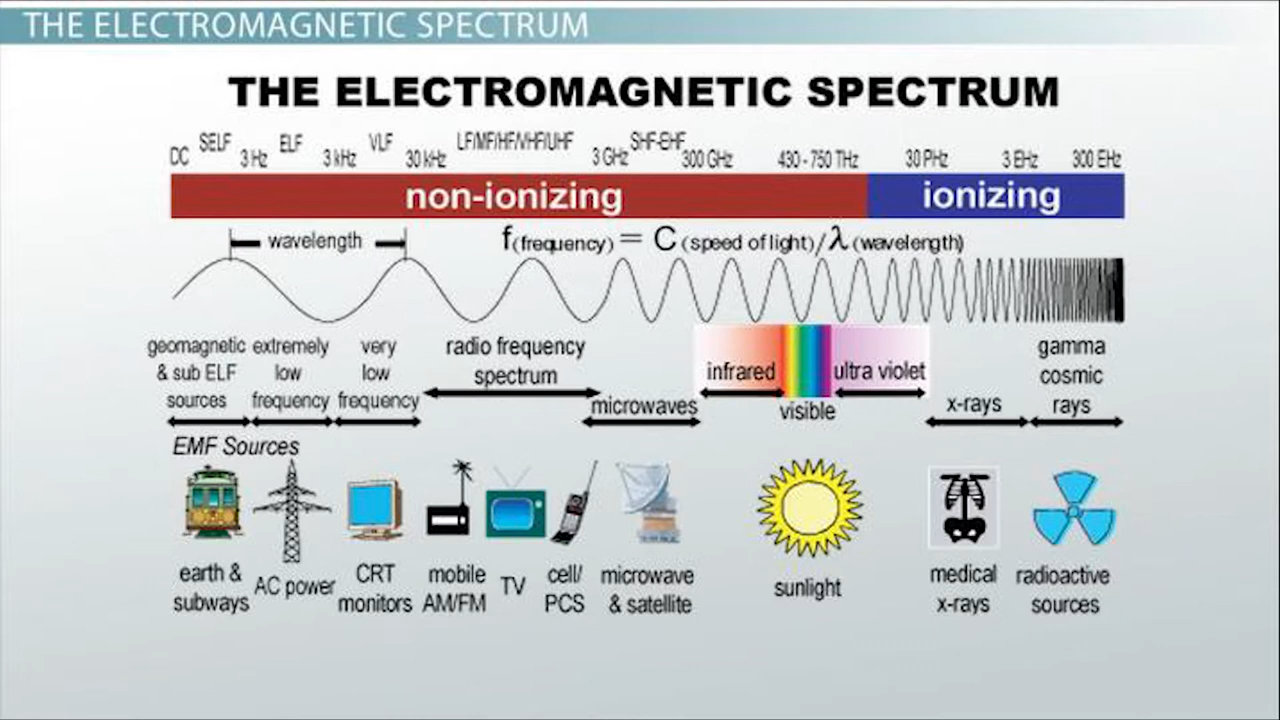 THE ELECTROMAGNETIC SPECTRUM
THE ELECTROMAGNETIC SPECTRUM
DC SELF 3 Hz ELF 3 kHz VLF 30 kHz LF/MF/HF/VHF/UHF 3 GHz SHF-EHF 300 GHz 430 - 750 THz 30 PHz 3 EHz 300 EHz
non-ionizing ionizing
wavelength f(frequency) = C (speed of light)/λ(wavelength)
geomagnetic
& sub ELF
sources
extremely
low
frequency
very
low
frequency
radio frequency
spectrum
microwaves
infrared
visible
ultra violet
x-rays
gamma
cosmic
rays
EMF Sources
earth &
subways
AC power
CRT
monitors
mobile
AM/FM
TV
cell/
PCS
microwave
& satellite
sunlight
medical
x-rays
radioactive
sources